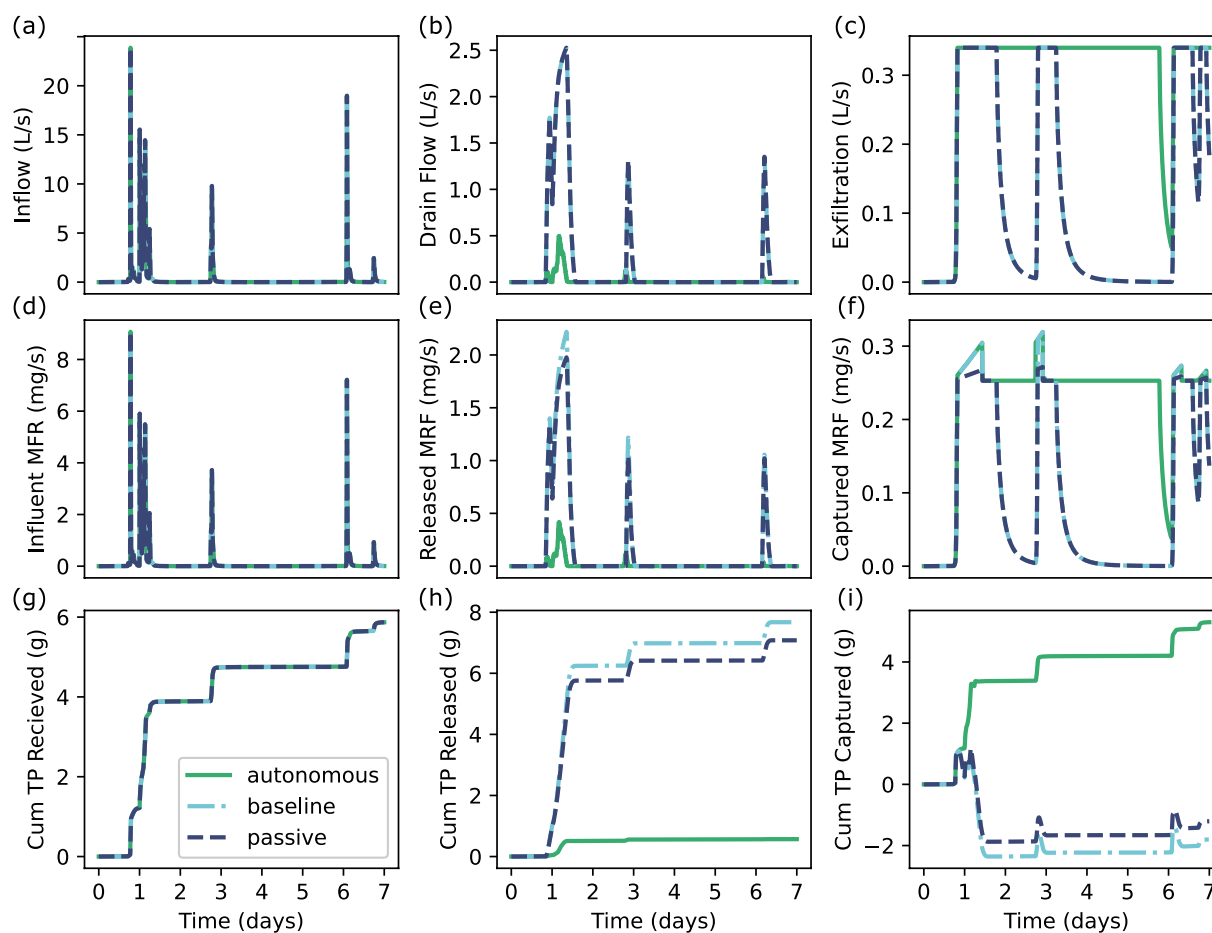 (a)
(b)
(c)
Inflow (L/s)
20
15
10
5
0
Drain Flow (L/s)
2.5
2.0
1.5
1.0
0.5
0.0
Exfiltration (L/s)
0.3
0.2
0.1
0.0
(d)
(e)
(f)
Influent MFR (mg/s)
8
6
4
2
0
Released MRF (mg/s)
2.0
1.5
1.0
0.5
0.0
Captured MRF (mg/s)
0.3
0.2
0.1
0.0
(g)
(h)
(i)
Cum TP Recieved (g)
6
4
2
0
autonomous
baseline
passive
0 1 2 3 4 5 6 7
Time (days)
Cum TP Released (g)
8
6
4
2
0
0 1 2 3 4 5 6 7
Time (days)
Cum TP Captured (g)
4
2
0
−2
0 1 2 3 4 5 6 7
Time (days)